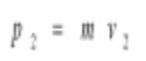 p₂ = m v₂